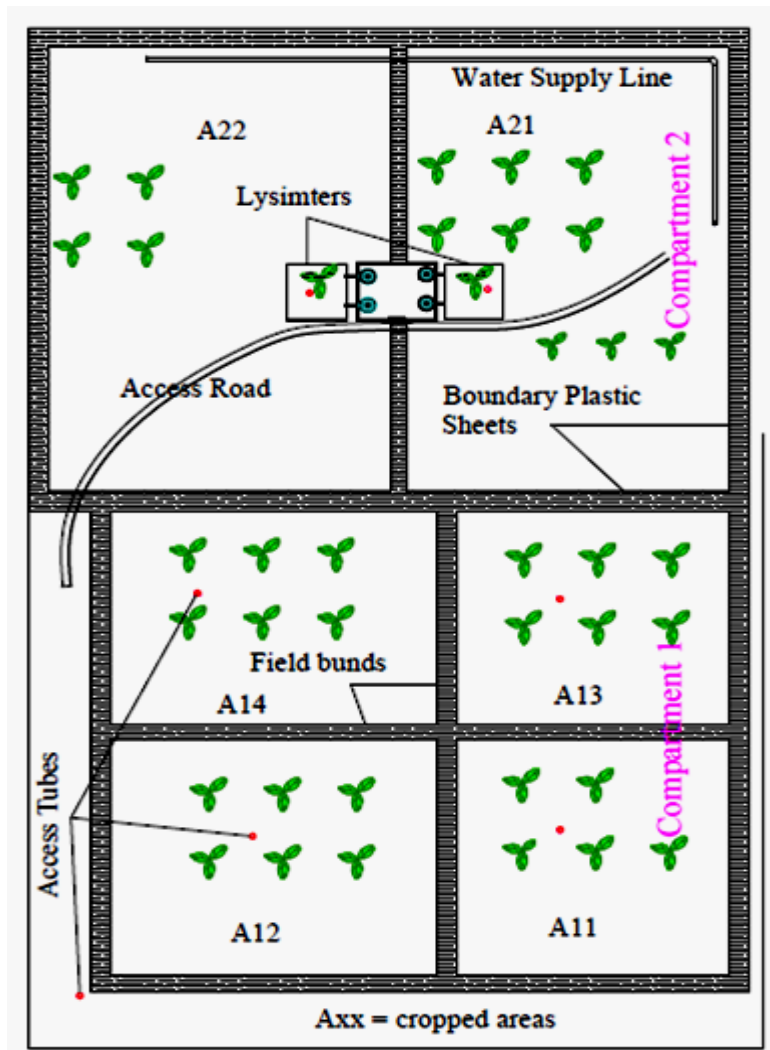 Water Supply Line
A22
A21
Compartment 2
Lysimters
Access Road
Boundary Plastic
Sheets
Field bunds
A14
A13
Compartment 1
Access Tubes
A12
A11
Axx = cropped areas